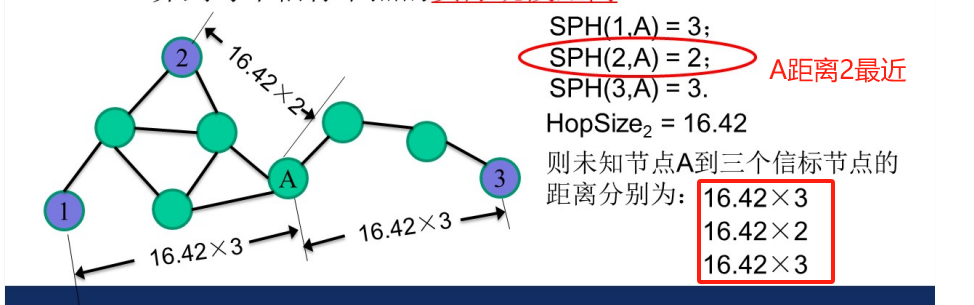 SPH(1,A) = 3;
SPH(2,A) = 2;
SPH(3,A) = 3.
A距离2最近
HopSize₂ = 16.42
则未知节点A到三个信标节点的
距离分别为:
16.42×3
16.42×2
16.42×3
2
16.42×2
A
3
1
16.42×3
16.42×3